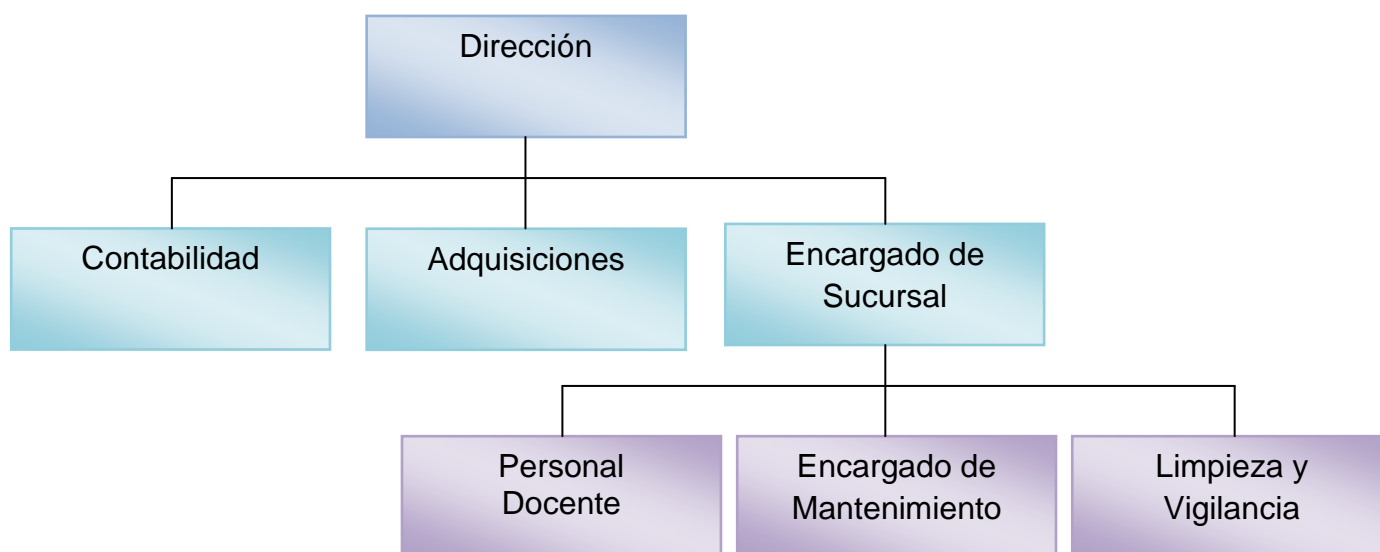 Dirección
Contabilidad
Adquisiciones
Encargado de
Sucursal
Personal
Docente
Encargado de
Mantenimiento
Limpieza y
Vigilancia